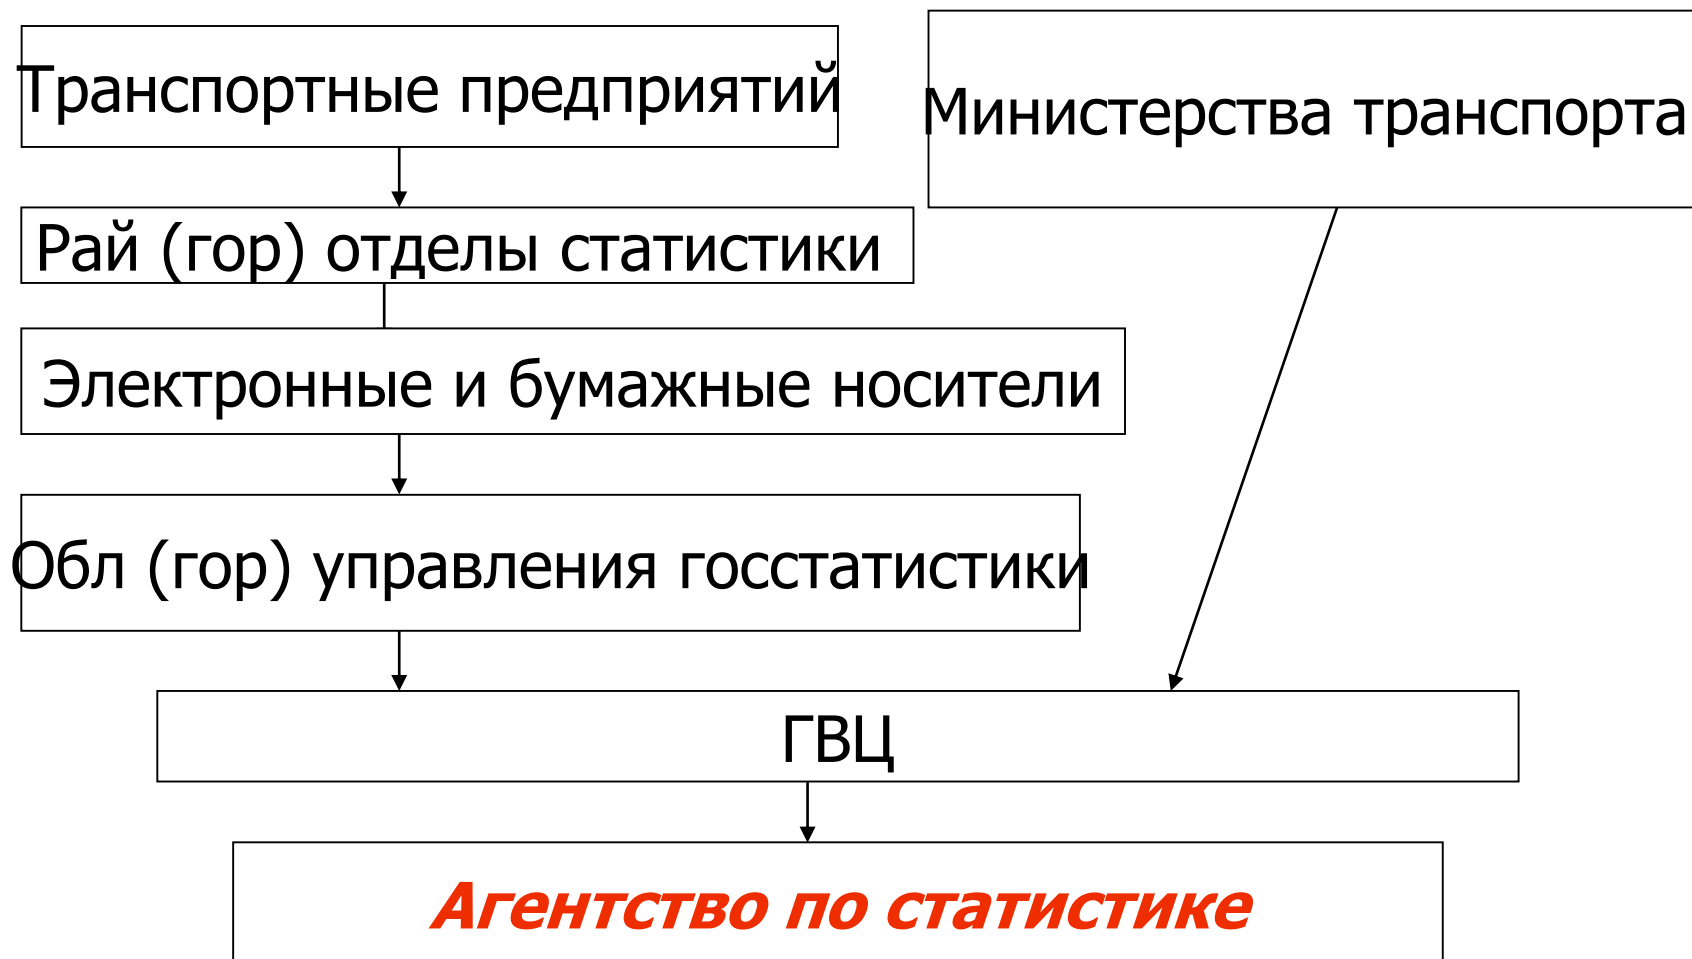 Транспортные предприятий
Министерства транспорта
Рай (гор) отделы статистики
Электронные и бумажные носители
Обл (гор) управления госстатистики
ГВЦ
Агентство по статистике